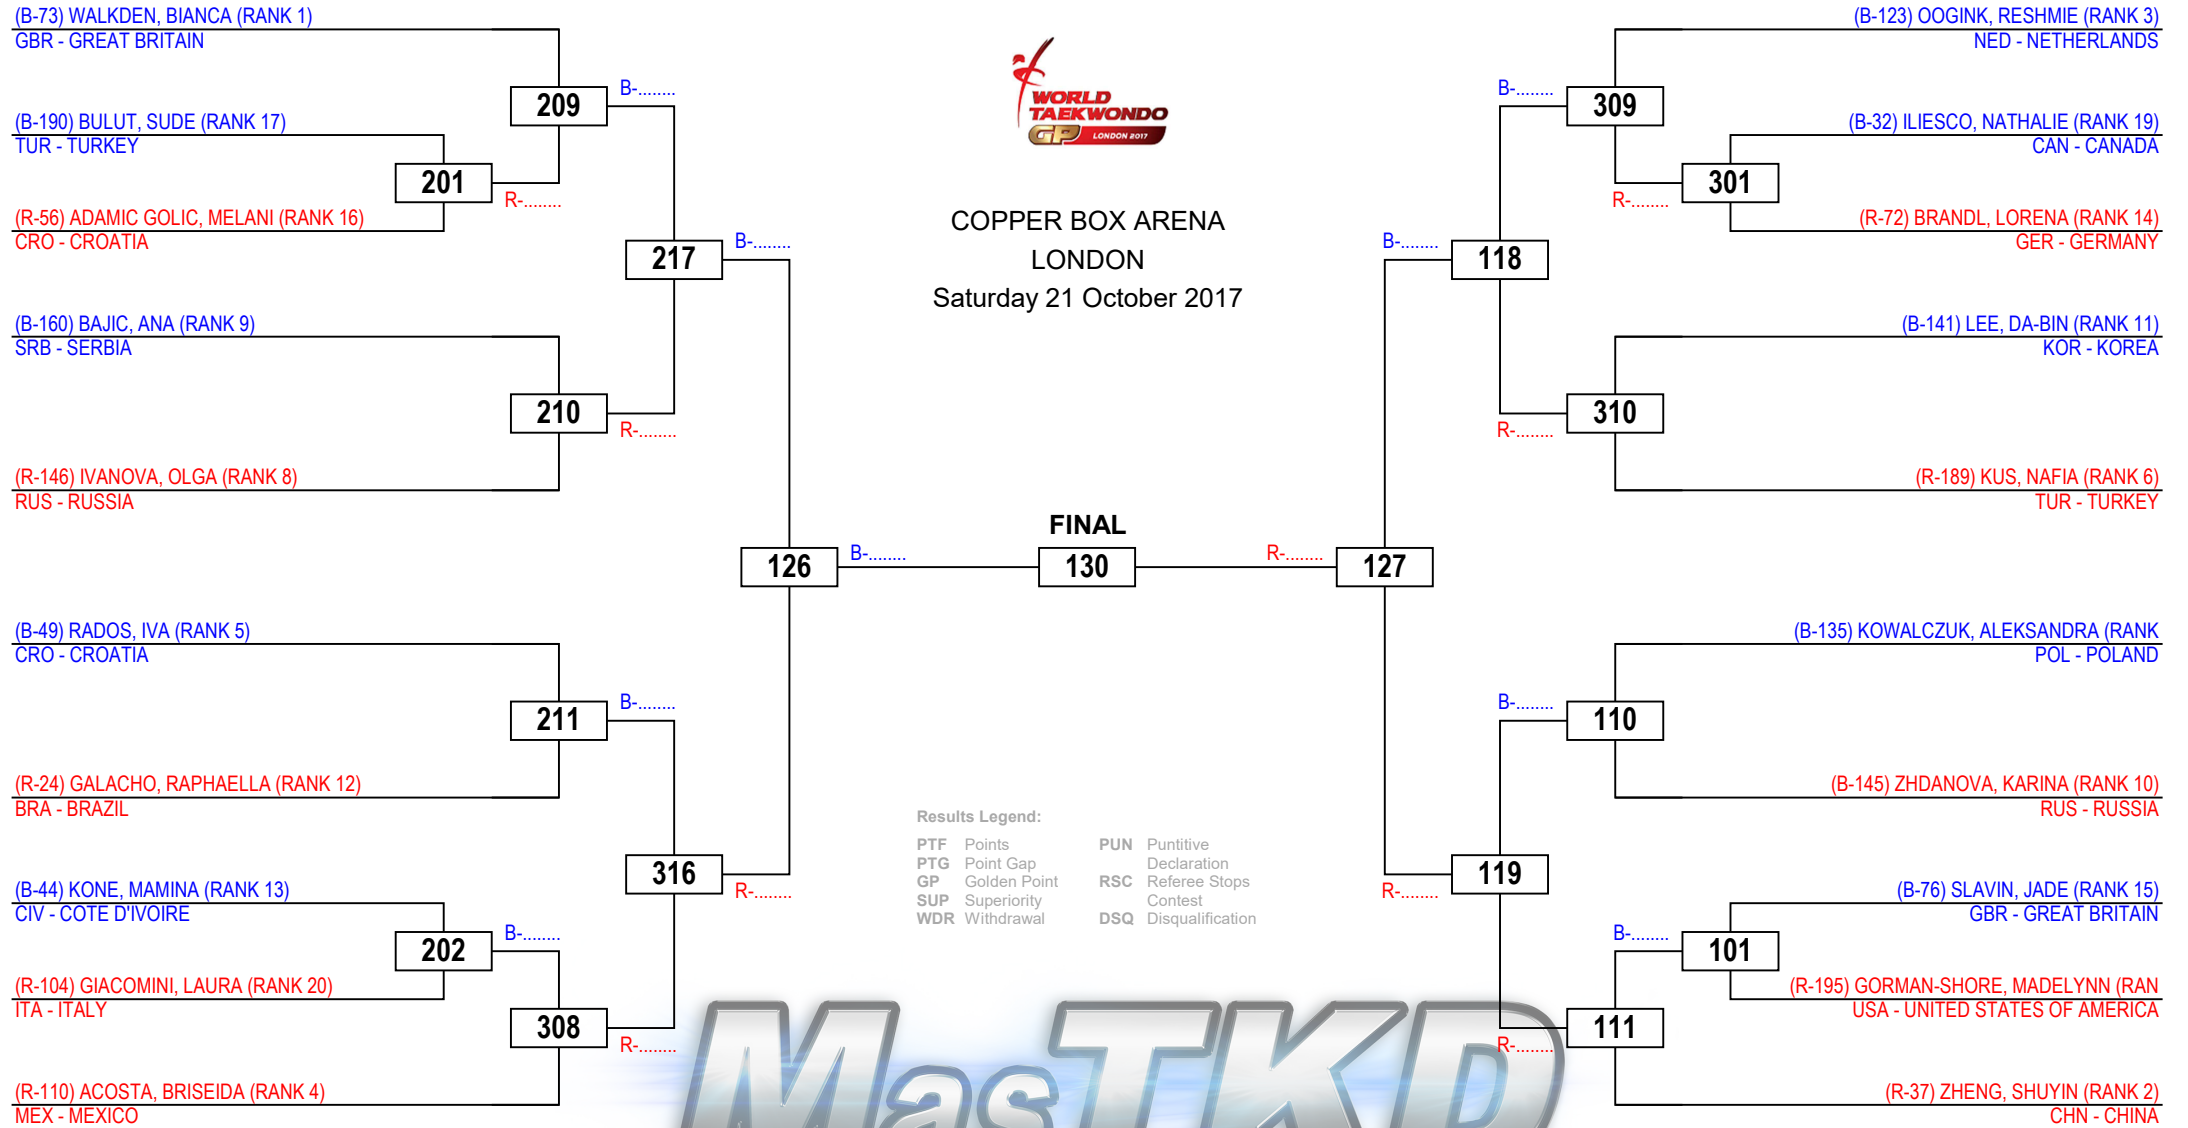 (B-73) WALKDEN, BIANCA (RANK 1)
GBR - GREAT BRITAIN
(B-190) BULUT, SUDE (RANK 17)
TUR - TURKEY
(R-56) ADAMIC GOLIC, MELANI (RANK 16)
CRO - CROATIA
(B-160) BAJIC, ANA (RANK 9)
SRB - SERBIA
(R-146) IVANOVA, OLGA (RANK 8)
RUS - RUSSIA
(B-49) RADOS, IVA (RANK 5)
CRO - CROATIA
(R-24) GALACHO, RAPHAELLA (RANK 12)
BRA - BRAZIL
(B-44) KONE, MAMINA (RANK 13)
CIV - COTE D'IVOIRE
(R-104) GIACOMINI, LAURA (RANK 20)
ITA - ITALY
(R-110) ACOSTA, BRISEIDA (RANK 4)
MEX - MEXICO
201
R-........
202
B-........
209
B-........
210
R-........
211
B-........
308
R-........
217
B-........
316
R-........
126
B-........
WORLD
TAEKWONDO
GP LONDON 2017
COPPER BOX ARENA
LONDON
Saturday 21 October 2017
FINAL
130
Results Legend:
PTF Points
PTG Point Gap
GP Golden Point
SUP Superiority
WDR Withdrawal
PUN Puntitive
Declaration
RSC Referee Stops
Contest
DSQ Disqualification
MasTKD
R-........
127
B-........
118
R-........
119
B-........
309
R-........
310
B-........
110
R-........
111
R-........
301
B-........
101
(B-123) OOGINK, RESHMIE (RANK 3)
NED - NETHERLANDS
(B-32) ILIESCO, NATHALIE (RANK 19)
CAN - CANADA
(R-72) BRANDL, LORENA (RANK 14)
GER - GERMANY
(B-141) LEE, DA-BIN (RANK 11)
KOR - KOREA
(R-189) KUS, NAFIA (RANK 6)
TUR - TURKEY
(B-135) KOWALCZUK, ALEKSANDRA (RANK
POL - POLAND
(B-145) ZHDANOVA, KARINA (RANK 10)
RUS - RUSSIA
(B-76) SLAVIN, JADE (RANK 15)
GBR - GREAT BRITAIN
(R-195) GORMAN-SHORE, MADELYNN (RAN
USA - UNITED STATES OF AMERICA
(R-37) ZHENG, SHUYIN (RANK 2)
CHN - CHINA